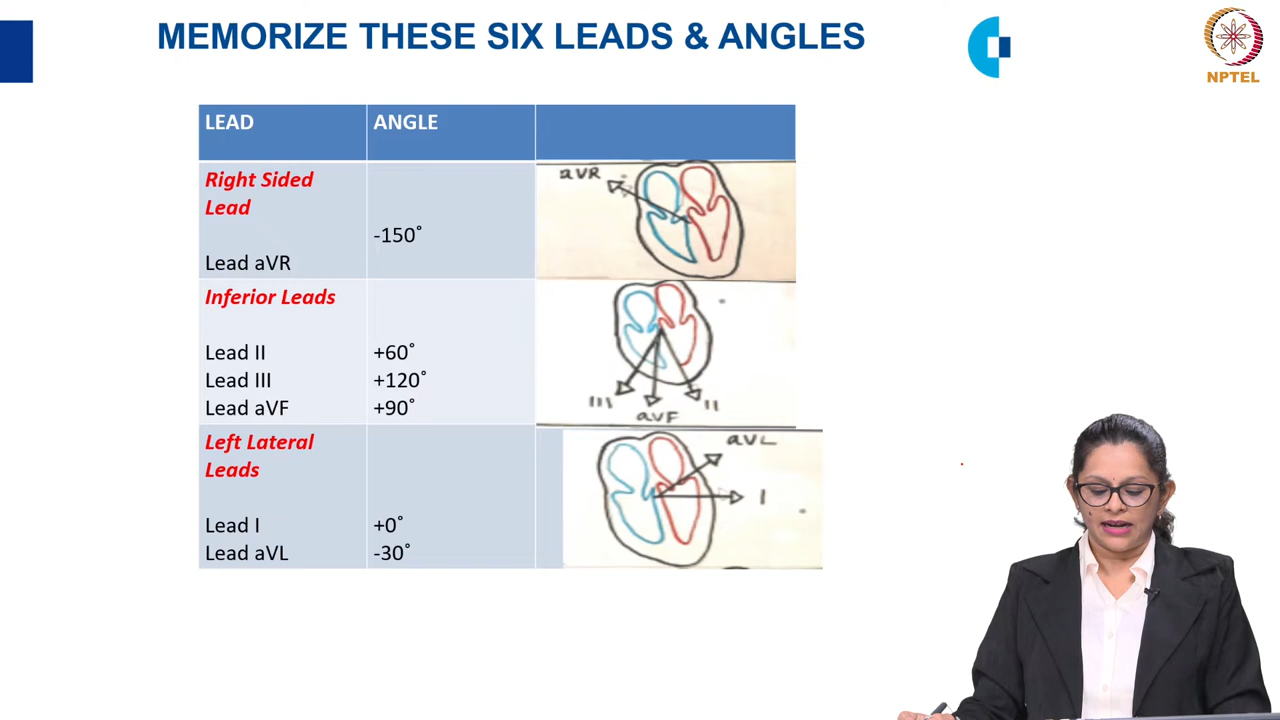 MEMORIZE THESE SIX LEADS & ANGLES
NPTEL
LEAD
ANGLE
Right Sided
Lead
Lead aVR
-150˚
aVR
Inferior Leads
Lead II
+60˚
Lead III
+120˚
Lead aVF
+90˚
III
aVF
II
Left Lateral
Leads
Lead I
+0˚
Lead aVL
-30˚
aVL
I